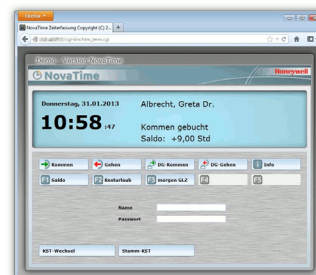 Firefox
NovaTime Zeiterfassung Copyright (C) 2...
Demo - Version NovaTime
NovaTime
Honeywell
Donnerstag, 31.01.2013
Albrecht, Greta Dr.
10:58:47
Kommen gebucht
Saldo: +9,00 Std
Kommen
Gehen
DG-Kommen
DG-Gehen
Info
Saldo
Resturlaub
morgen GLZ
Name
Passwort
KST-Wechsel
Stamm-KST